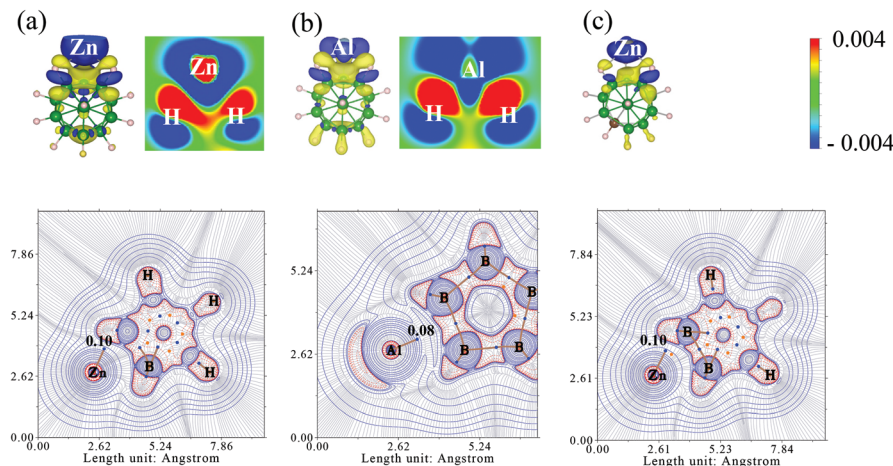 (a)
Zn
Zn
H
H
(b)
Al
Al
H
H
(c)
Zn
0.004
- 0.004
7.86
5.24
2.62
0.00
0.00
2.62
5.24
7.86
Length unit: Angstrom
H
H
0.10
Zn
B
H
5.24
2.62
0.00
0.00
2.62
5.24
Length unit: Angstrom
B
B
B
0.08
Al
B
B
7.84
5.23
2.61
0.00
0.00
2.61
5.23
7.84
Length unit: Angstrom
H
B
0.10
Zn
B
H